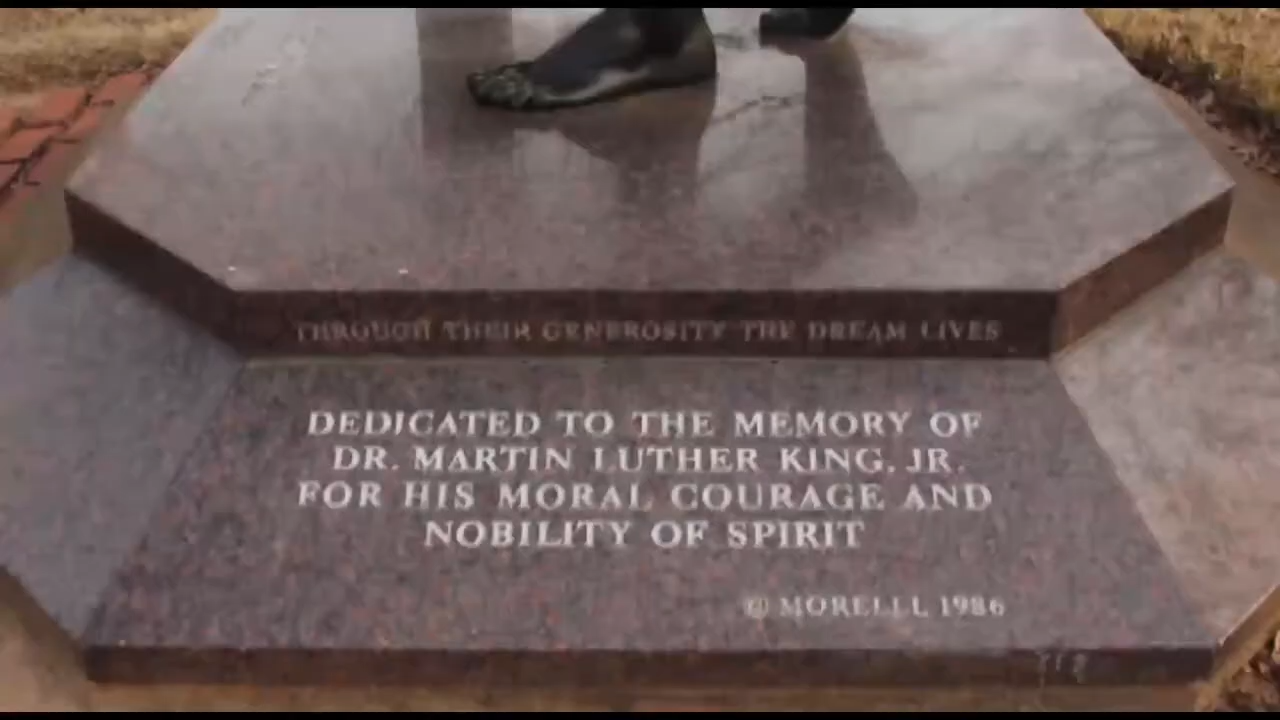 THROUGH THEIR GENEROSITY THE DREAM LIVES
DEDICATED TO THE MEMORY OF
DR. MARTIN LUTHER KING, JR.
FOR HIS MORAL COURAGE AND
NOBILITY OF SPIRIT
© MORELLL 1986